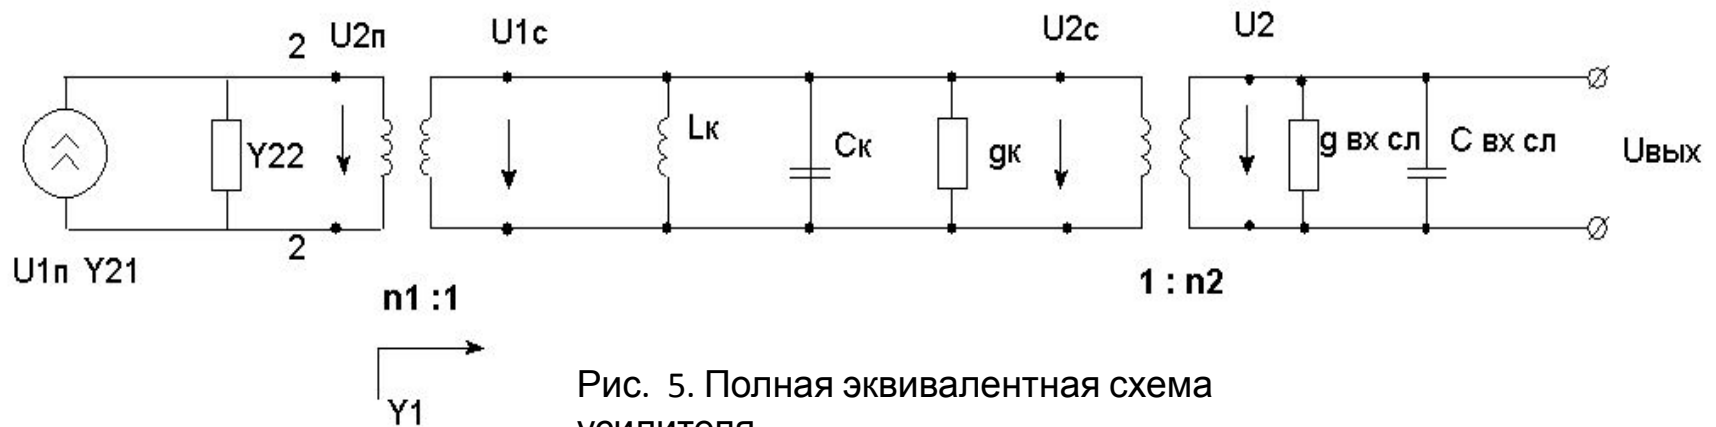 2 U2п U1с U2с U2
Y22 Lк Cк gк g вх сл C вх сл Uвых
2
U1п Y21
n1 :1 1 : n2
Y1
Рис. 5. Полная эквивалентная схема
усилителя